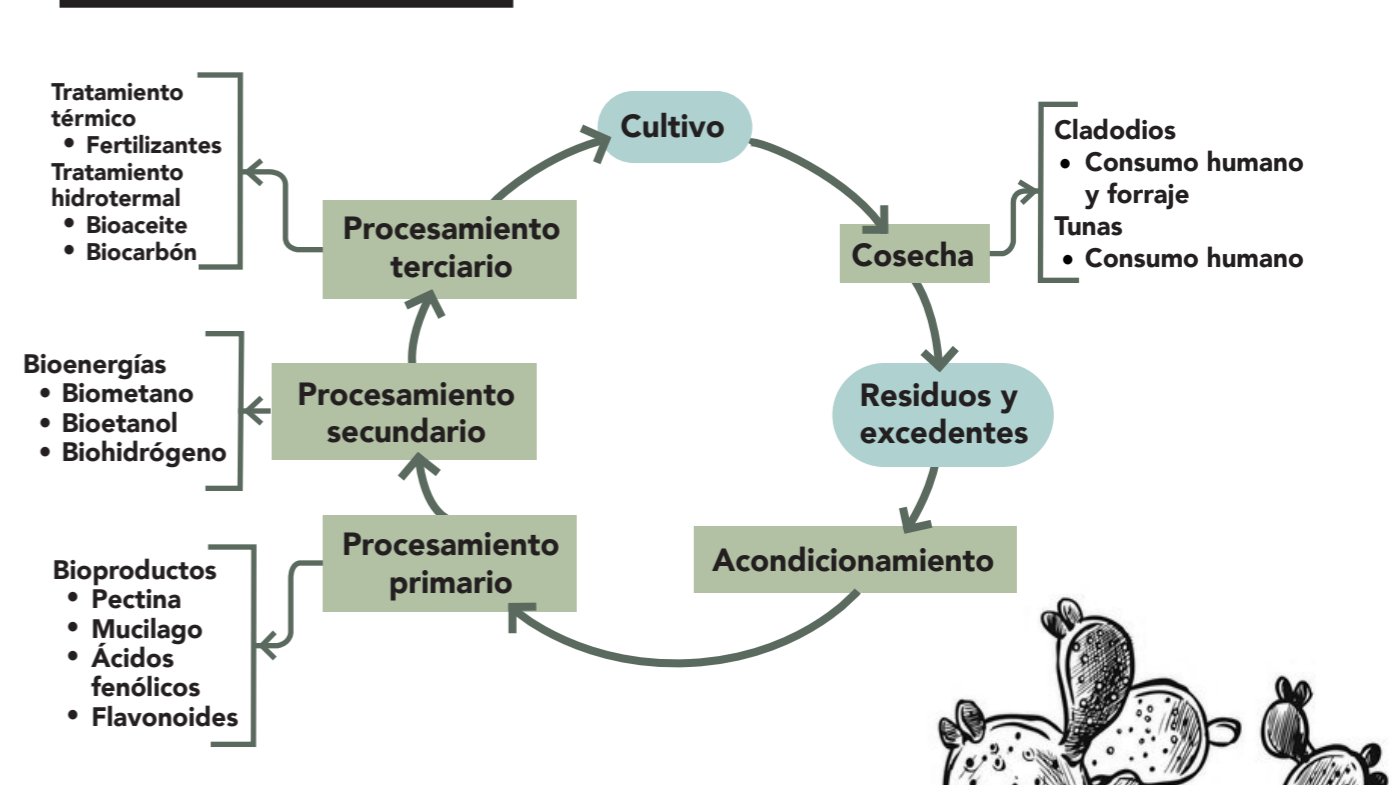 Tratamiento
térmico
• Fertilizantes
Tratamiento
hidrotermal
• Bioaceite
• Biocarbón
Cultivo
Cladodios
• Consumo humano
y forraje
Tunas
• Consumo humano
Procesamiento
terciario
Cosecha
Bioenergías
• Biometano
• Bioetanol
• Biohidrógeno
Procesamiento
secundario
Residuos y
excedentes
Procesamiento
primario
Acondicionamiento
Bioproductos
• Pectina
• Mucilago
• Ácidos
fenólicos
• Flavonoides